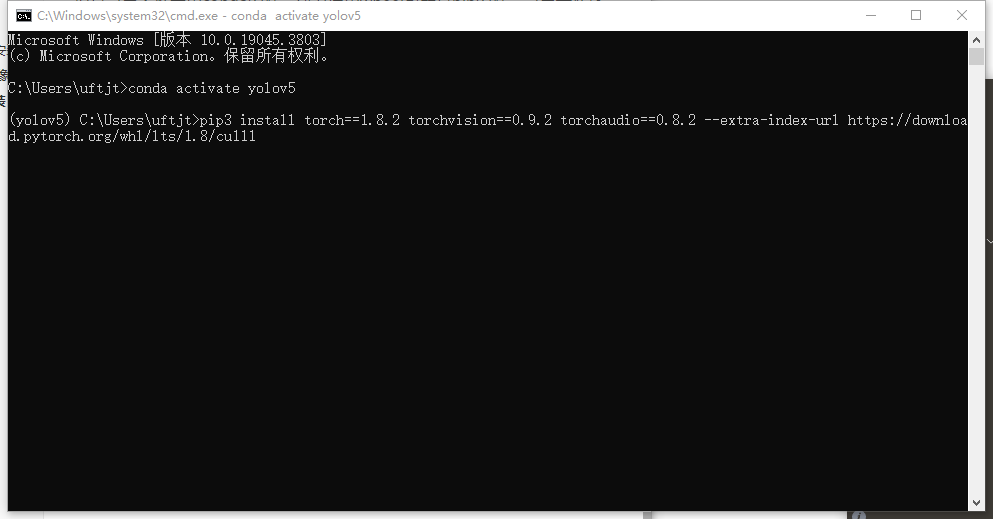 C:\Windows\system32\cmd.exe - conda  activate yolov5
Microsoft Windows [版本 10.0.19045.3803]
(c) Microsoft Corporation。保留所有权利。
C:\Users\uftjt>conda activate yolov5
(yolov5) C:\Users\uftjt>pip3 install torch==1.8.2 torchvision==0.9.2 torchaudio==0.8.2 --extra-index-url https://downloa
d.pytorch.org/whl/lts/1.8/cu111